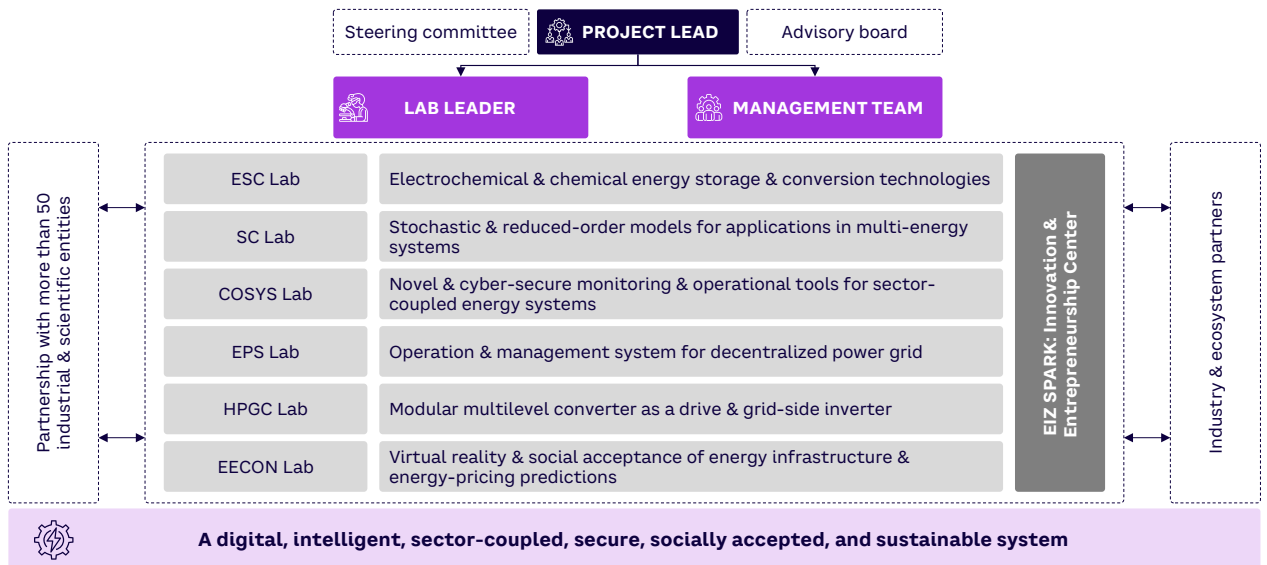 Steering committee
PROJECT LEAD
Advisory board
LAB LEADER
MANAGEMENT TEAM
Partnership with more than 50
industrial & scientific entities
ESC Lab
Electrochemical & chemical energy storage & conversion technologies
SC Lab
Stochastic & reduced-order models for applications in multi-energy
systems
COSYS Lab
Novel & cyber-secure monitoring & operational tools for sector-
coupled energy systems
EPS Lab
Operation & management system for decentralized power grid
HPGC Lab
Modular multilevel converter as a drive & grid-side inverter
EECON Lab
Virtual reality & social acceptance of energy infrastructure &
energy-pricing predictions
EIZ SPARK: Innovation &
Entrepreneurship Center
Industry & ecosystem partners
A digital, intelligent, sector-coupled, secure, socially accepted, and sustainable system